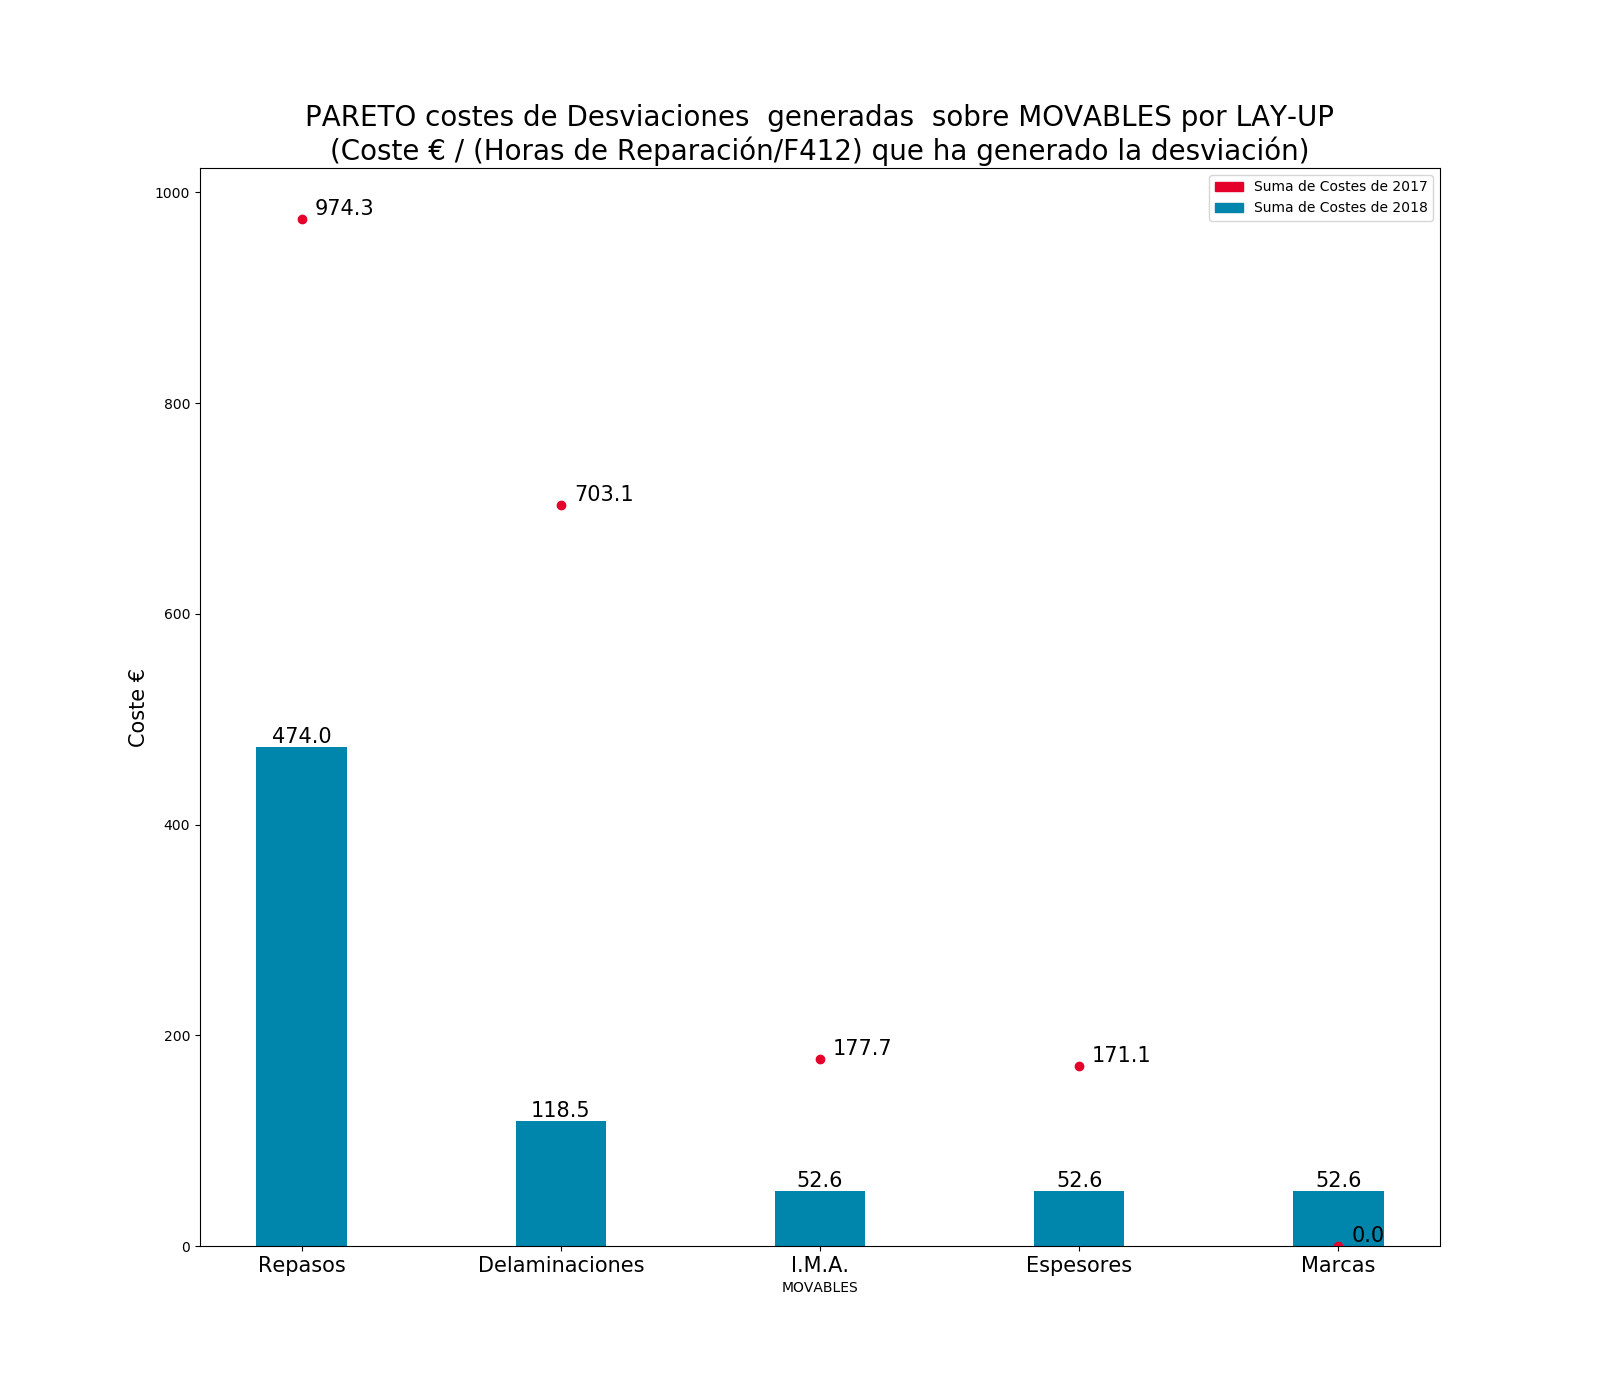 PARETO costes de Desviaciones  generadas  sobre MOVABLES por LAY-UP
(Coste € / (Horas de Reparación/F412) que ha generado la desviación)
Suma de Costes de 2017
Suma de Costes de 2018
1000
800
600
400
200
0
Coste €
974.3
703.1
474.0
177.7
171.1
118.5
52.6
52.6
52.6
0.0
Repasos
Delaminaciones
I.M.A.
Espesores
Marcas
MOVABLES